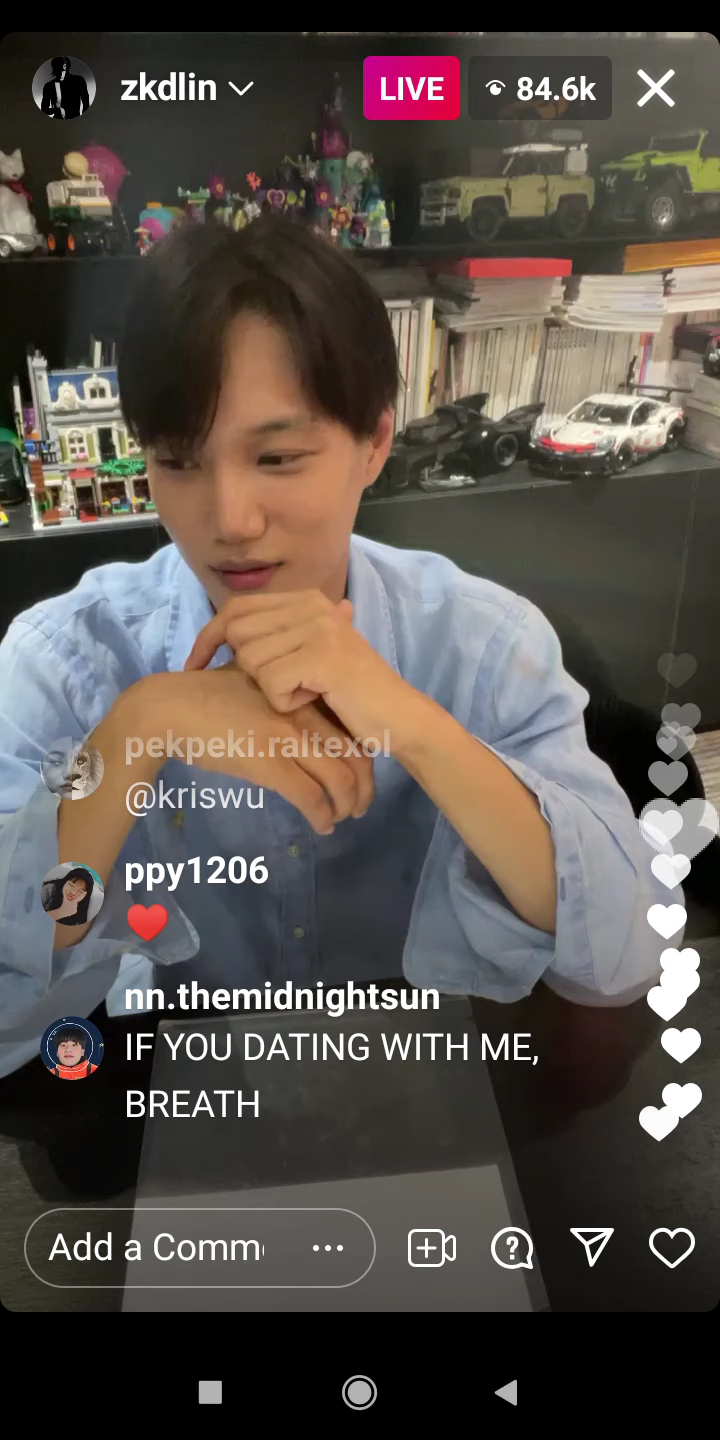 zkdlin
LIVE
84.6k
pekpeki.raltexol
@kriswu
ppy1206
nn.themidnightsun
IF YOU DATING WITH ME,
BREATH
Add a Comm